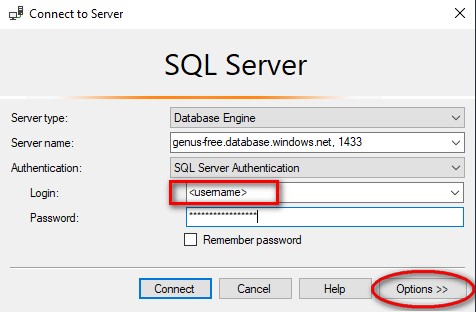 Connect to Server
SQL Server
Server type: Database Engine
Server name: genus-free.database.windows.net, 1433
Authentication: SQL Server Authentication
Login: <username>
Password: *****************
Remember password
Connect Cancel Help Options >>